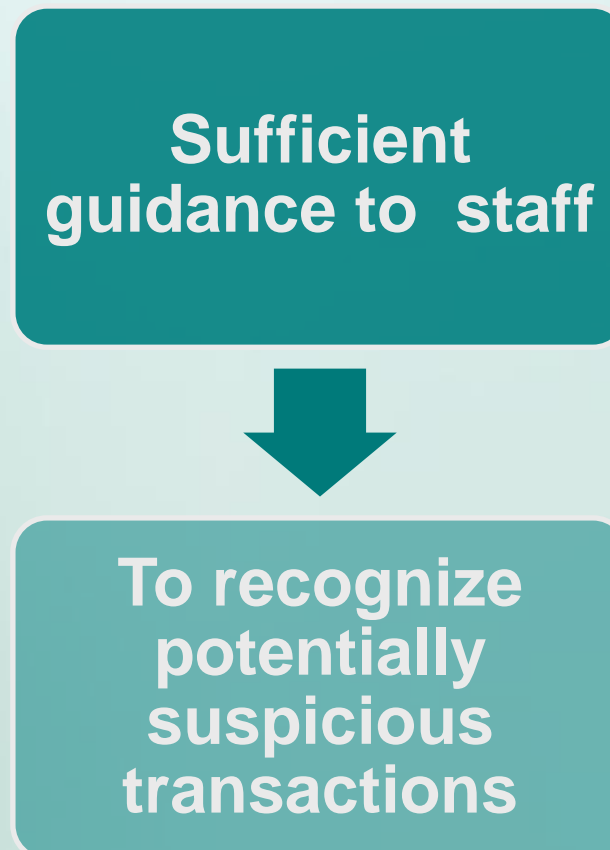 Sufficient
guidance to  staff
To recognize
potentially
suspicious
transactions